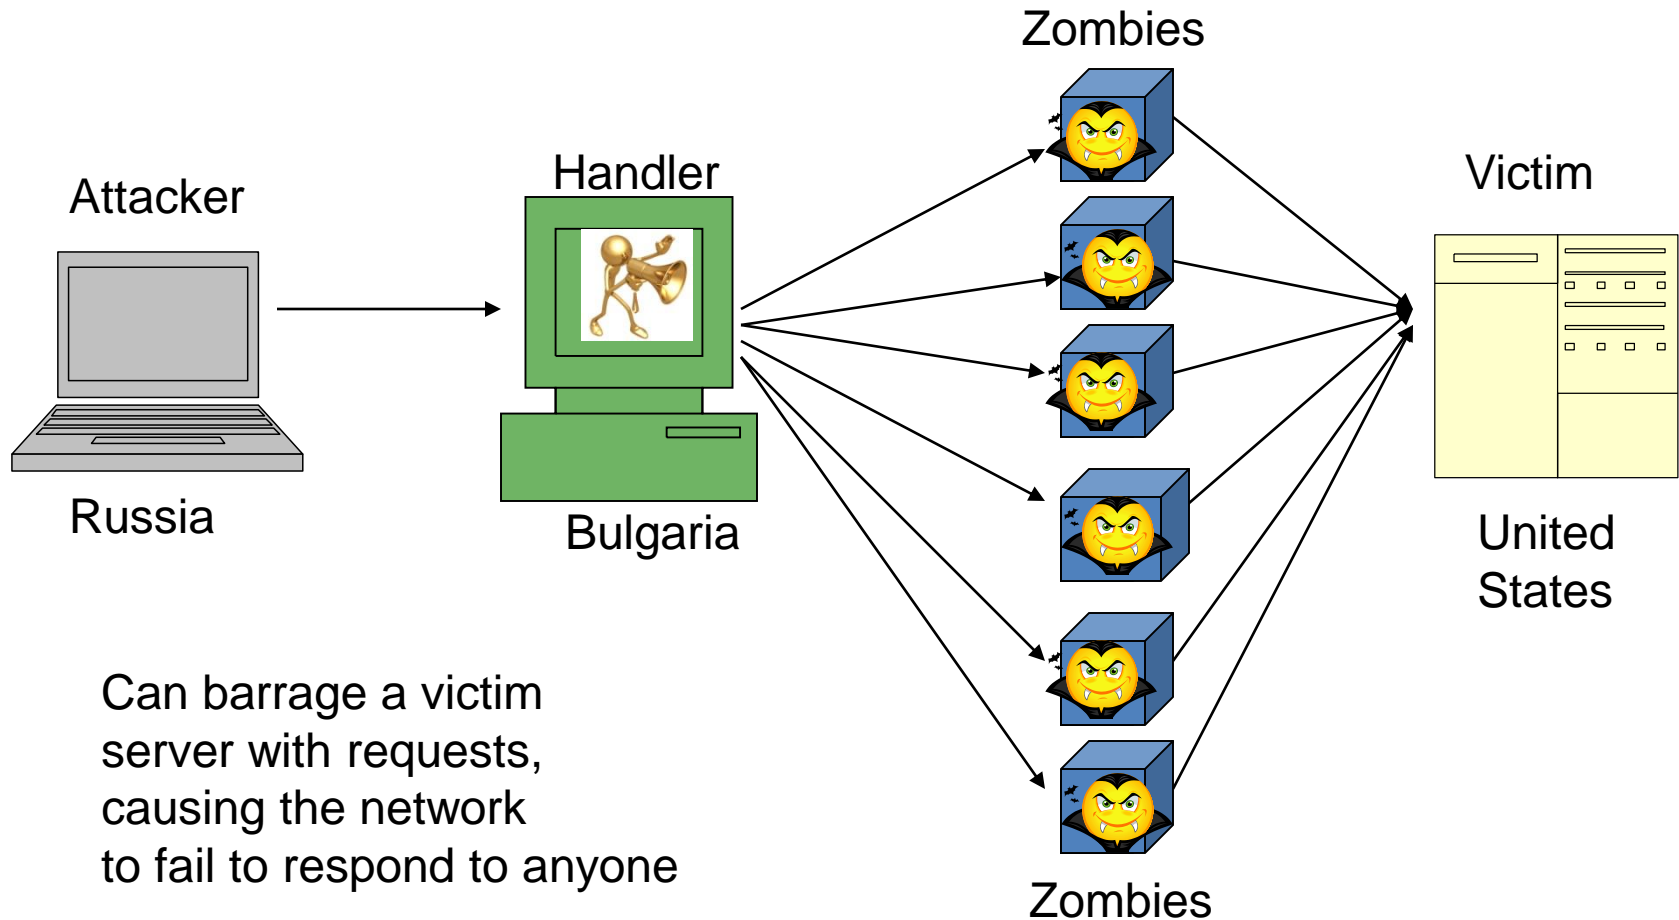 Zombies
Attacker
Handler
Victim
Russia
Bulgaria
United
States
Can barrage a victim
server with requests,
causing the network
to fail to respond to anyone
Zombies